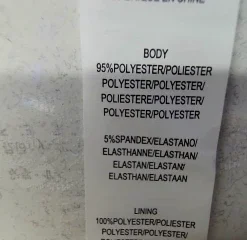 BODY
95%POLYESTER/POLIESTER
POLYESTER/POLYESTER/
POLIESTERE/POLYESTER/
POLYESTER/POLYESTER
5%SPANDEX/ELASTANO/
ELASTHANNE/ELASTHAN/
ELASTAN/ELASTAN/
ELASTHAN/ELASTAAN
LINING
100%POLYESTER/POLIESTER
POLYESTER/POLYESTER/